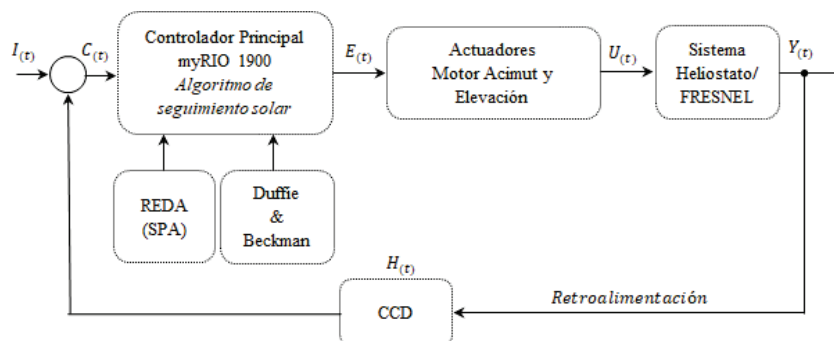 I(t)
C(t)
Controlador Principal
myRIO 1900
Algoritmo de
seguimiento solar
E(t)
Actuadores
Motor Acimut y
Elevación
U(t)
Sistema
Heliostato/
FRESNEL
Y(t)
REDA
(SPA)
Duffie
&
Beckman
H(t)
CCD
Retroalimentación